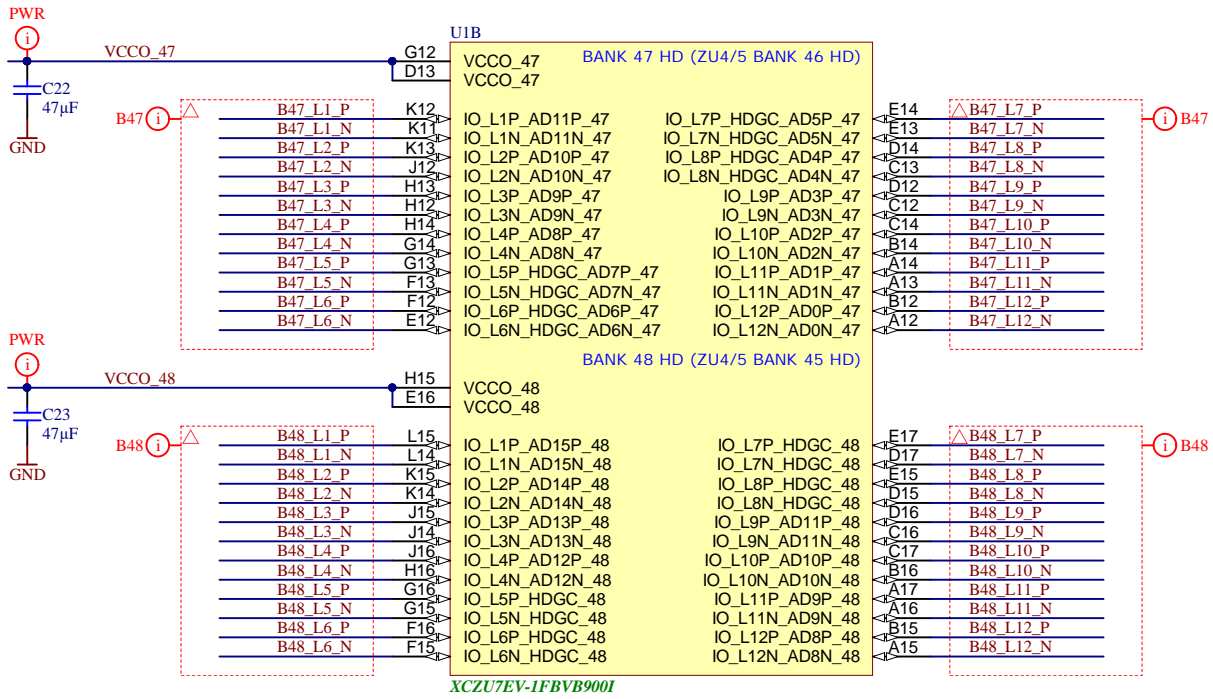 PWR
i
VCCO_47
C22
47µF
GND
U1B
BANK 47 HD (ZU4/5 BANK 46 HD)
G12 VCCO_47
D13 VCCO_47
B47 i
B47_L1_P K12 IO_L1P_AD11P_47 IO_L7P_HDGC_AD5P_47 E14 B47_L7_P
B47_L1_N K11 IO_L1N_AD11N_47 IO_L7N_HDGC_AD5N_47 E13 B47_L7_N
B47_L2_P K13 IO_L2P_AD10P_47 IO_L8P_HDGC_AD4P_47 D14 B47_L8_P
B47_L2_N J12 IO_L2N_AD10N_47 IO_L8N_HDGC_AD4N_47 C13 B47_L8_N
B47_L3_P H13 IO_L3P_AD9P_47 IO_L9P_AD3P_47 D12 B47_L9_P
B47_L3_N H12 IO_L3N_AD9N_47 IO_L9N_AD3N_47 C12 B47_L9_N
B47_L4_P H14 IO_L4P_AD8P_47 IO_L10P_AD2P_47 C14 B47_L10_P
B47_L4_N G14 IO_L4N_AD8N_47 IO_L10N_AD2N_47 B14 B47_L10_N
B47_L5_P G13 IO_L5P_HDGC_AD7P_47 IO_L11P_AD1P_47 A14 B47_L11_P
B47_L5_N F13 IO_L5N_HDGC_AD7N_47 IO_L11N_AD1N_47 A13 B47_L11_N
B47_L6_P F12 IO_L6P_HDGC_AD6P_47 IO_L12P_AD0P_47 B12 B47_L12_P
B47_L6_N E12 IO_L6N_HDGC_AD6N_47 IO_L12N_AD0N_47 A12 B47_L12_N
i B47
PWR
i
VCCO_48
C23
47µF
GND
BANK 48 HD (ZU4/5 BANK 45 HD)
H15 VCCO_48
E16 VCCO_48
B48 i
B48_L1_P L15 IO_L1P_AD15P_48 IO_L7P_HDGC_48 E17 B48_L7_P
B48_L1_N L14 IO_L1N_AD15N_48 IO_L7N_HDGC_48 D17 B48_L7_N
B48_L2_P K15 IO_L2P_AD14P_48 IO_L8P_HDGC_48 E15 B48_L8_P
B48_L2_N K14 IO_L2N_AD14N_48 IO_L8N_HDGC_48 D15 B48_L8_N
B48_L3_P J15 IO_L3P_AD13P_48 IO_L9P_AD11P_48 D16 B48_L9_P
B48_L3_N J14 IO_L3N_AD13N_48 IO_L9N_AD11N_48 C16 B48_L9_N
B48_L4_P J16 IO_L4P_AD12P_48 IO_L10P_AD10P_48 C17 B48_L10_P
B48_L4_N H16 IO_L4N_AD12N_48 IO_L10N_AD10N_48 B16 B48_L10_N
B48_L5_P G16 IO_L5P_HDGC_48 IO_L11P_AD9P_48 A17 B48_L11_P
B48_L5_N G15 IO_L5N_HDGC_48 IO_L11N_AD9N_48 A16 B48_L11_N
B48_L6_P F16 IO_L6P_HDGC_48 IO_L12P_AD8P_48 B15 B48_L12_P
B48_L6_N F15 IO_L6N_HDGC_48 IO_L12N_AD8N_48 A15 B48_L12_N
i B48
XCZU7EV-1FBVB900I